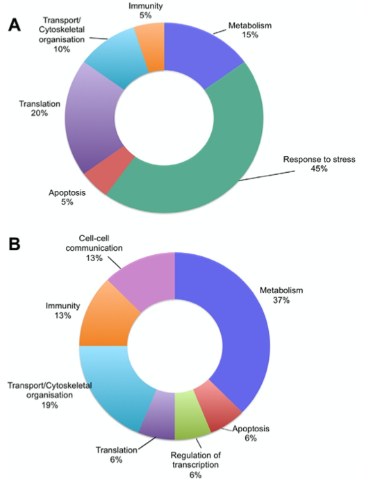 A
Immunity
5%
Metabolism
15%
Transport/
Cytoskeletal
organisation
10%
Translation
20%
Response to stress
45%
Apoptosis
5%
B
Cell-cell
communication
13%
Metabolism
37%
Immunity
13%
Transport/Cytoskeletal
organisation
19%
Apoptosis
6%
Translation
6%
Regulation of
transcription
6%